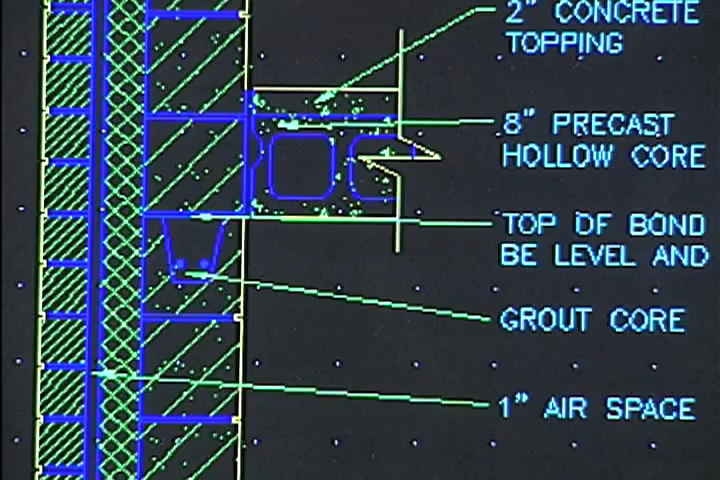 2" CONCRETE
TOPPING
8" PRECAST
HOLLOW CORE
TOP OF BOND
BE LEVEL AND
GROUT CORE
1" AIR SPACE